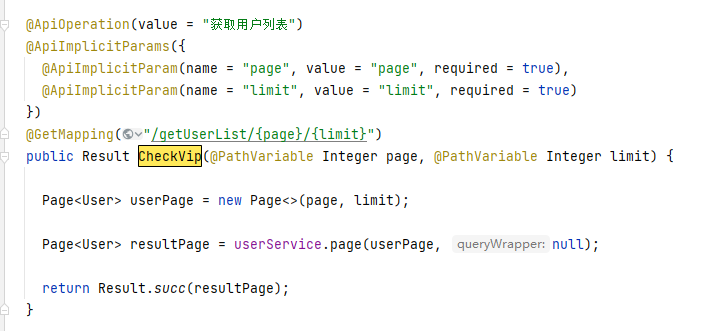 @ApiOperation(value = "获取用户列表")
@ApiImplicitParams({
@ApiImplicitParam(name = "page", value = "page", required = true),
@ApiImplicitParam(name = "limit", value = "limit", required = true)
})
@GetMapping("/getUserList/{page}/{limit}")
public Result CheckVip(@PathVariable Integer page, @PathVariable Integer limit) {
Page<User> userPage = new Page<>(page, limit);
Page<User> resultPage = userService.page(userPage, queryWrapper: null);
return Result.succ(resultPage);
}